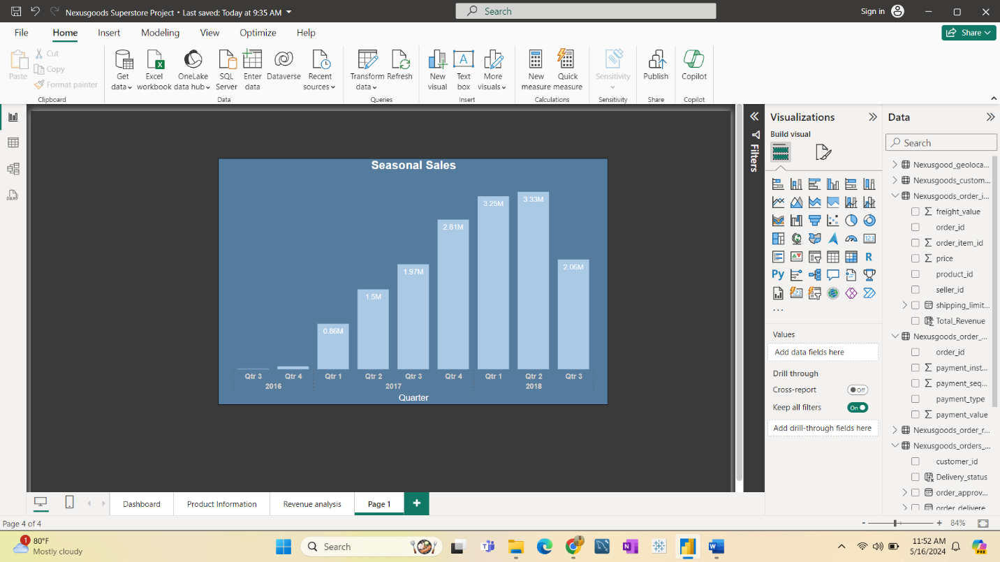 Nexusgoods Superstore Project • Last saved: Today at 9:35 AM
Search
Sign in
File Home Insert Modeling View Optimize Help
Share
Paste
Cut
Copy
Format painter
Clipboard
Get data
Excel workbook
OneLake data hub
SQL Server
Enter data
Dataverse
Recent sources
Data
Transform data
Refresh
Queries
New visual
Text box
More visuals
Insert
New measure
Quick measure
Calculations
Sensitivity
Sensitivity
Publish
Share
Copilot
Copilot
Seasonal Sales
0.86M
1.5M
1.97M
2.81M
3.25M
3.33M
2.06M
Qtr 3 Qtr 4 Qtr 1 Qtr 2 Qtr 3 Qtr 4 Qtr 1 Qtr 2 Qtr 3
2016 2017 2018
Quarter
Filters
Visualizations
Build visual
123
R
Py
123
...
Values
Add data fields here
Drill through
Cross-report
Off
Keep all filters
On
Add drill-through fields here
Data
Search
Nexusgood_geoloca...
Nexusgoods_custom...
Nexusgoods_order_i...
freight_value
order_id
order_item_id
price
product_id
seller_id
shipping_limit...
Total_Revenue
Nexusgoods_order_...
order_id
payment_inst...
payment_seq...
payment_type
payment_value
Nexusgoods_order_r...
Nexusgoods_orders_...
customer_id
Delivery_status
order_approv...
order_delivere
DAX
Dashboard
Product Information
Revenue analysis
Page 1
+
Page 4 of 4
- + 84%
1
80°F
Mostly cloudy
Search
11:52 AM
5/16/2024
PRE